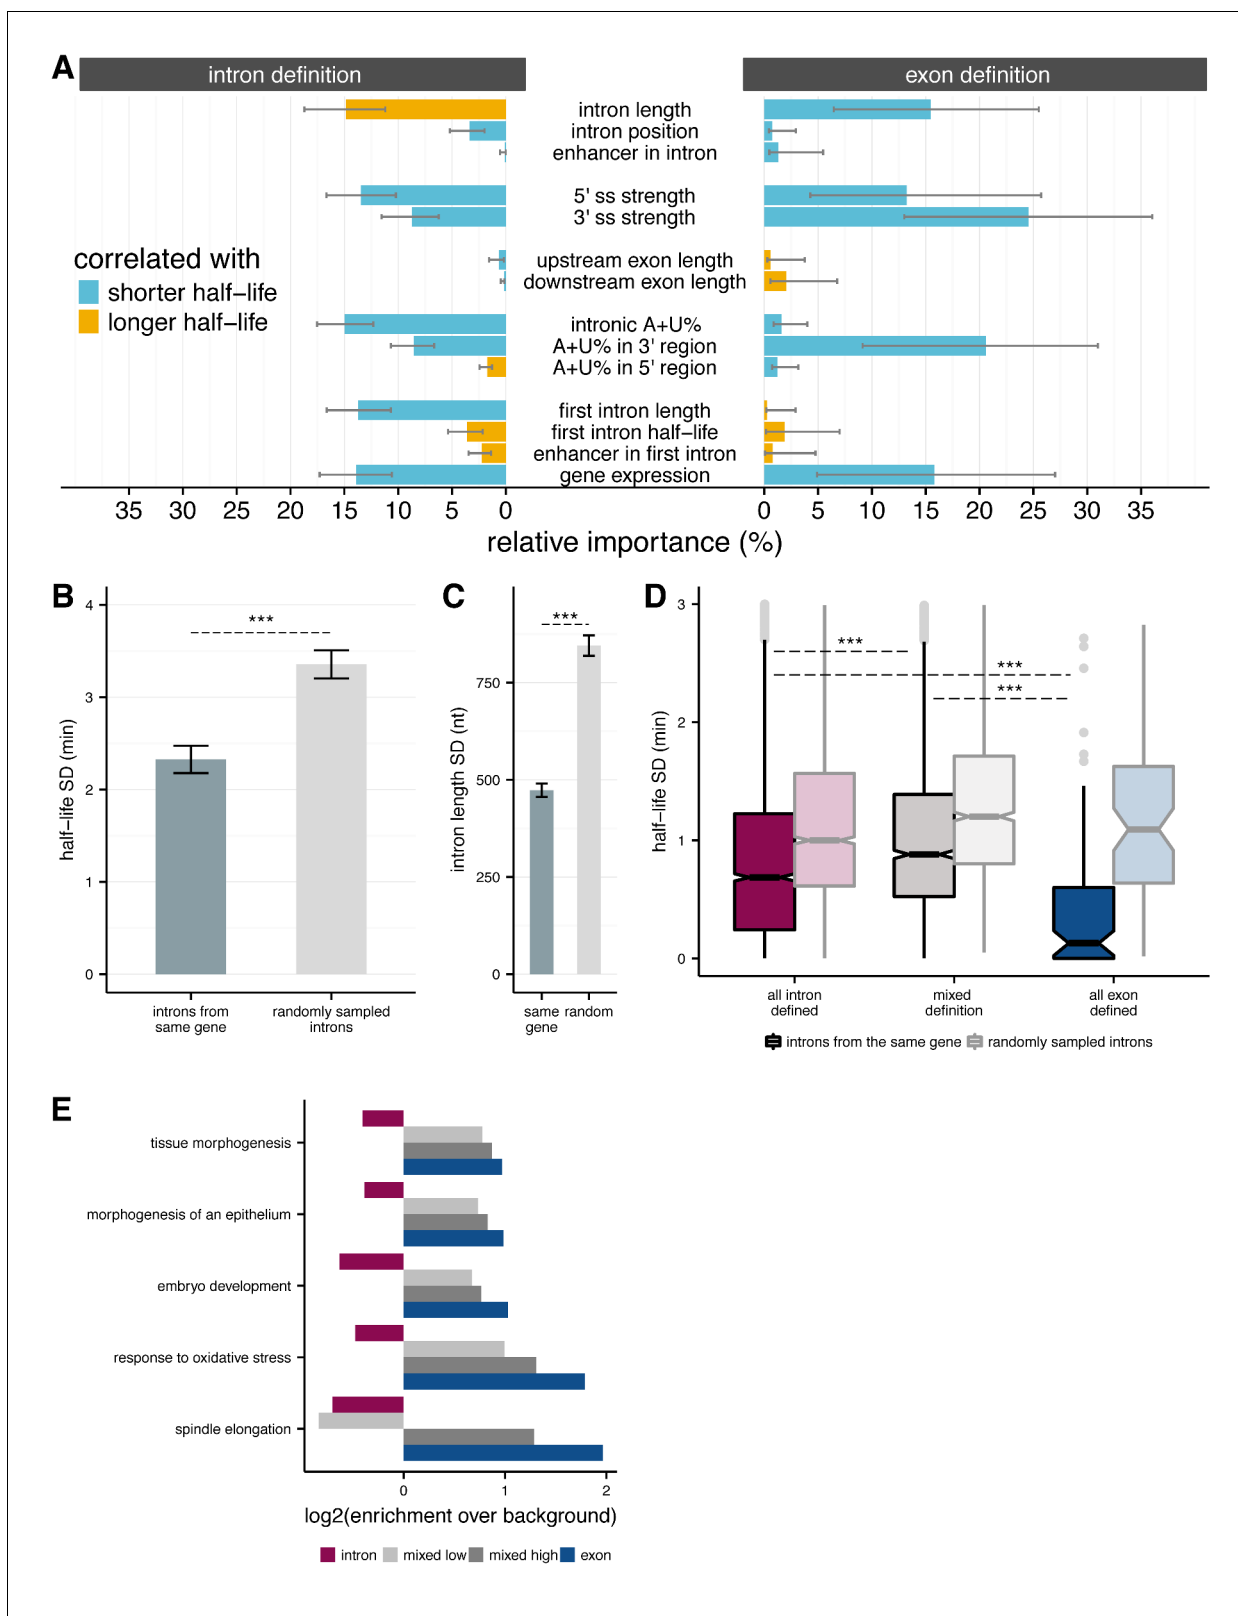 A
intron definition
exon definition
intron length
intron position
enhancer in intron
5' ss strength
3' ss strength
correlated with
shorter half−life
longer half−life
upstream exon length
downstream exon length
intronic A+U%
A+U% in 3' region
A+U% in 5' region
first intron length
first intron half−life
enhancer in first intron
gene expression
35 30 25 20 15 10 5 0
0 5 10 15 20 25 30 35
relative importance (%)
B
half−life SD (min)
4
3
2
1
0
***
introns from
same gene
randomly sampled
introns
C
intron length SD (nt)
750
500
250
0
***
same random
gene
D
half−life SD (min)
3
2
1
0
***
***
***
all intron
defined
mixed
definition
all exon
defined
introns from the same gene
randomly sampled introns
E
tissue morphogenesis
morphogenesis of an epithelium
embryo development
response to oxidative stress
spindle elongation
0 1 2
log2(enrichment over background)
intron mixed low mixed high exon